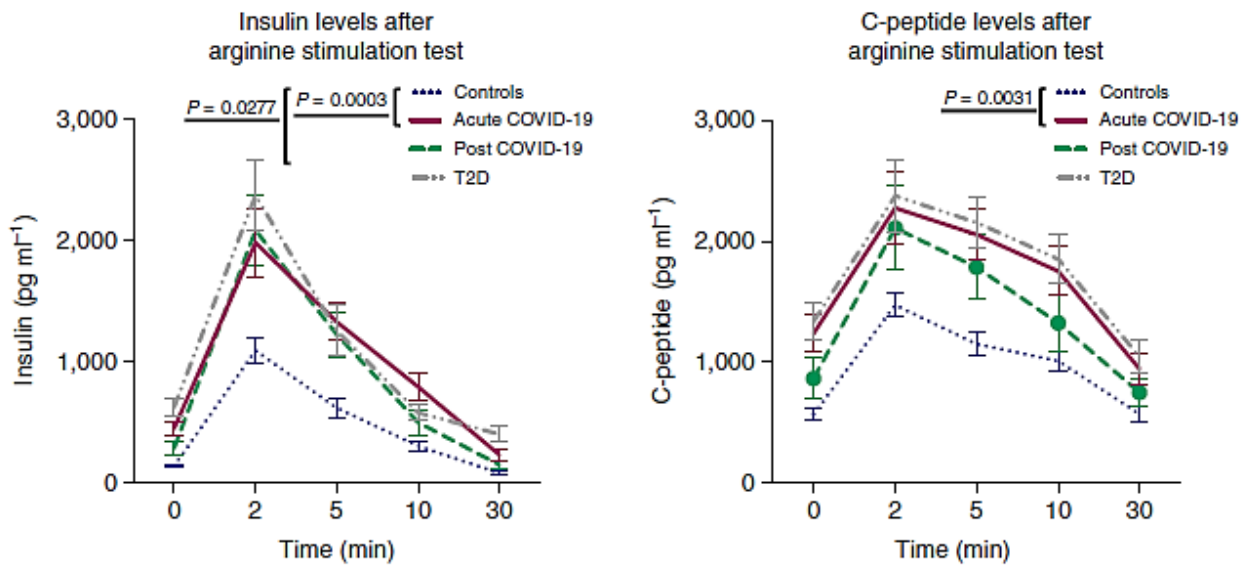 Insulin levels after
arginine stimulation test
P = 0.0277
P = 0.0003
Controls
Acute COVID-19
Post COVID-19
T2D
3,000
2,000
1,000
0
Insulin (pg ml⁻¹)
0 2 5 10 30
Time (min)
C-peptide levels after
arginine stimulation test
P = 0.0031
Controls
Acute COVID-19
Post COVID-19
T2D
3,000
2,000
1,000
0
C-peptide (pg ml⁻¹)
0 2 5 10 30
Time (min)